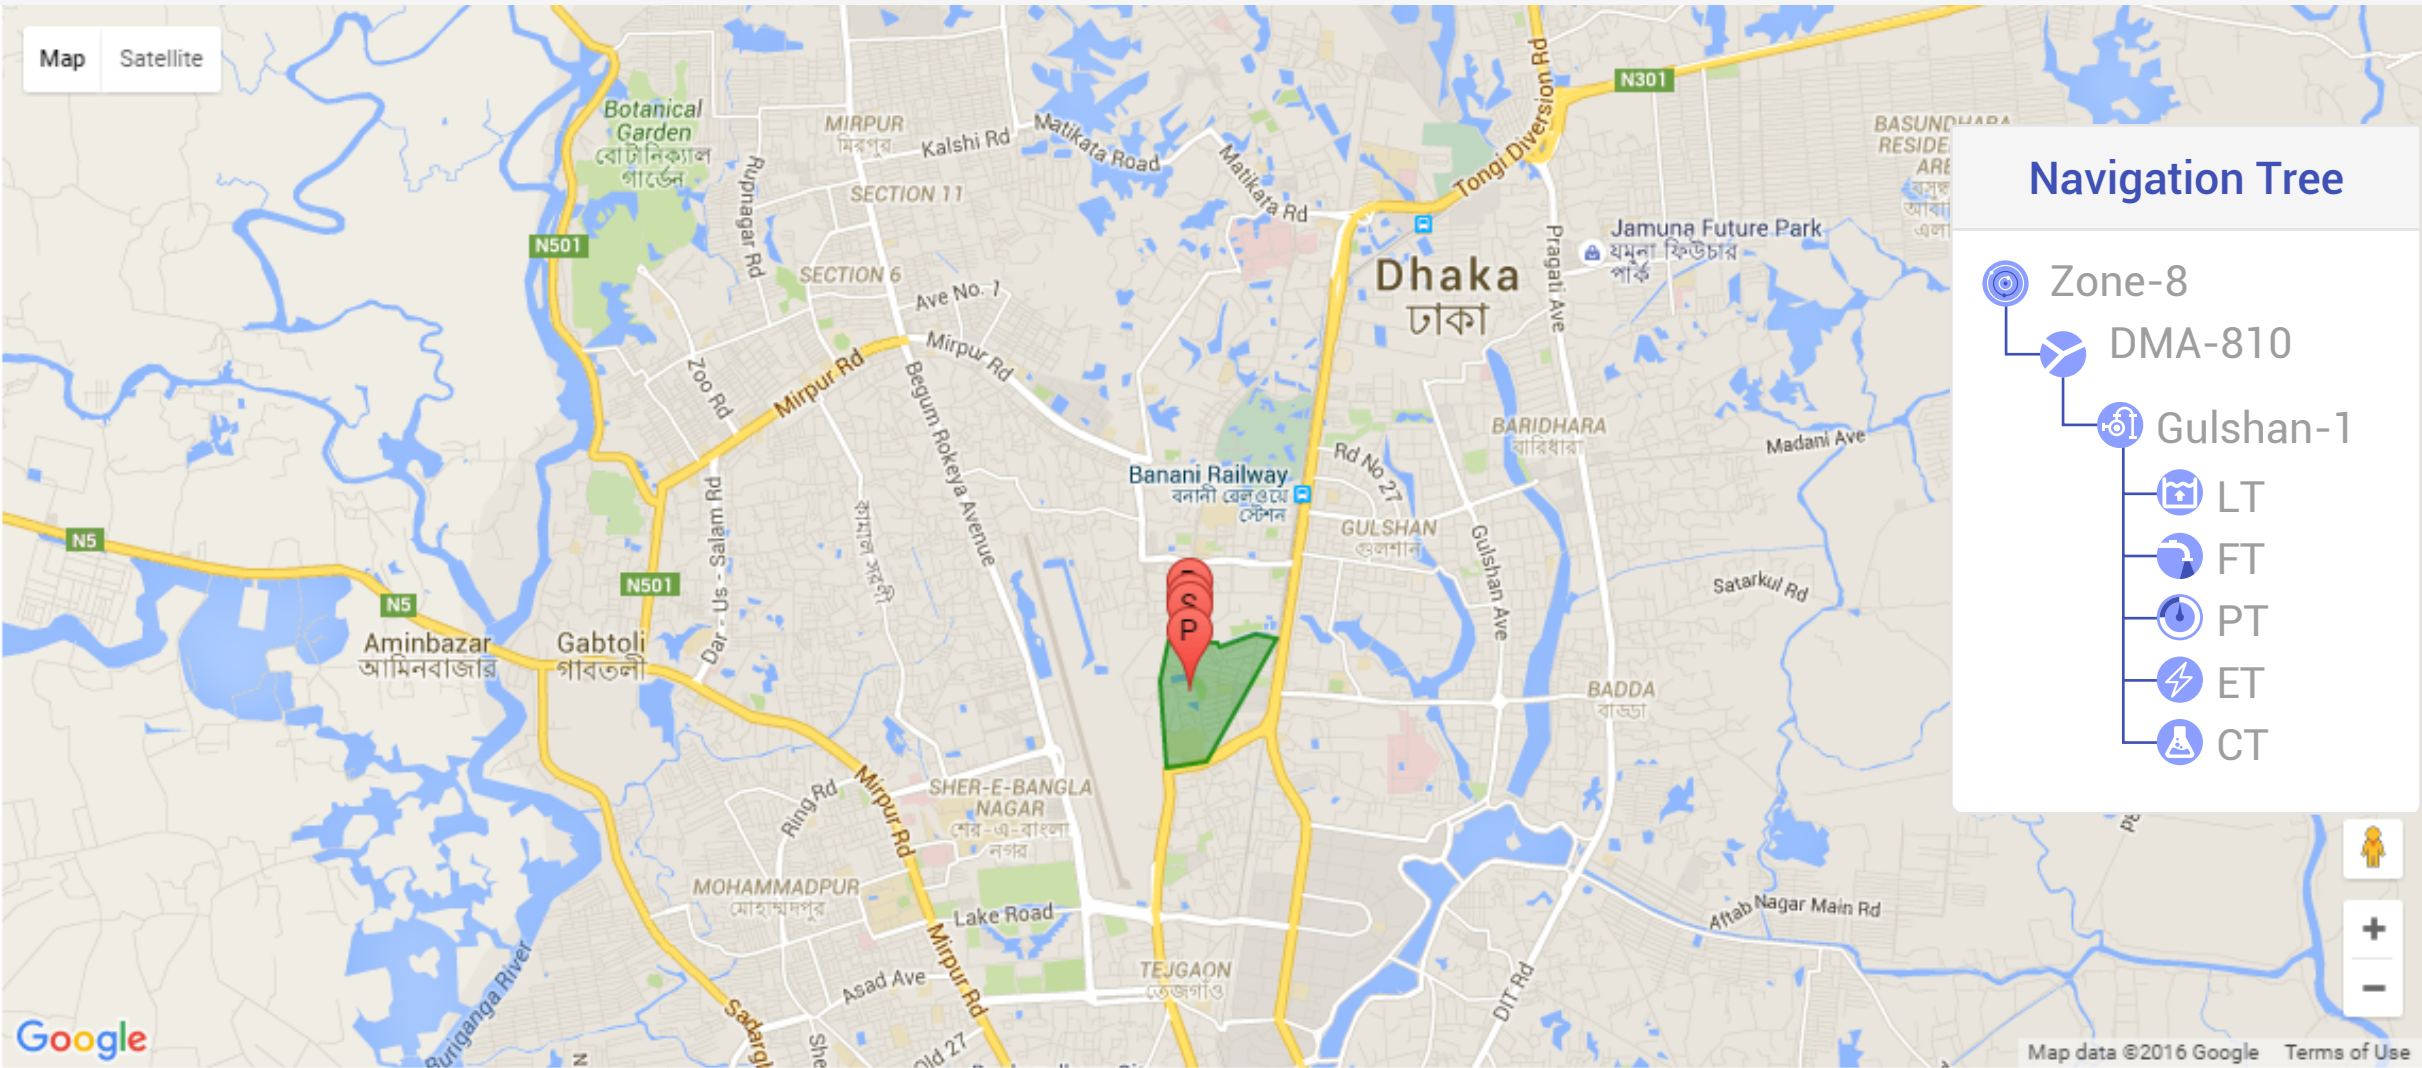 Map
Satellite
N301
Tongi Diversion Rd
Botanical
Garden
বোটানিক্যাল
গার্ডেন
MIRPUR
মিরপুর
Kalshi Rd
Matikata Road
Matikata Rd
SECTION 11
Rupnagar Rd
N501
SECTION 6
Ave No. 1
Mirpur Rd
Mirpur Rd
Zoo Rd
Begum Rokeya Avenue
Dhaka
ঢাকা
Pragati Ave
Jamuna Future Park
যমুনা ফিউচার
পার্ক
BASUNDHARA
Navigation Tree
Zone-8
DMA-810
Gulshan-1
LT
FT
PT
ET
CT
BARIDHARA
বারিধারা
Madani Ave
Rd No 27
Banani Railway
বনানী রেলওয়ে
স্টেশন
GULSHAN
গুলশান
Gulshan Ave
Satarkul Rd
N5
N5
N501
Dar - Us - Salam Rd
কামাল সরণী
Aminbazar
আমিনবাজার
Gabtoli
গাবতলী
S
P
BADDA
বাড্ডা
Mirpur Rd
Ring Rd
SHER-E-BANGLA
NAGAR
শের-এ-বাংলা
নগর
MOHAMMADPUR
মোহাম্মদপুর
Lake Road
Mirpur Rd
Asad Ave
TEJGAON
তেজগাঁও
Aftab Nagar Main Rd
DIT Rd
Buriganga River
Old 27
Google
Map data ©2016 Google
Terms of Use